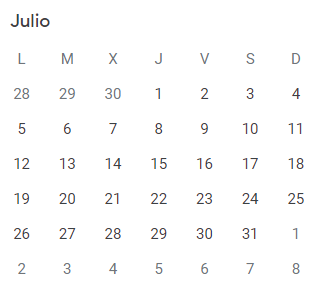 Julio
L M X J V S D
28 29 30 1 2 3 4
5 6 7 8 9 10 11
12 13 14 15 16 17 18
19 20 21 22 23 24 25
26 27 28 29 30 31 1
2 3 4 5 6 7 8